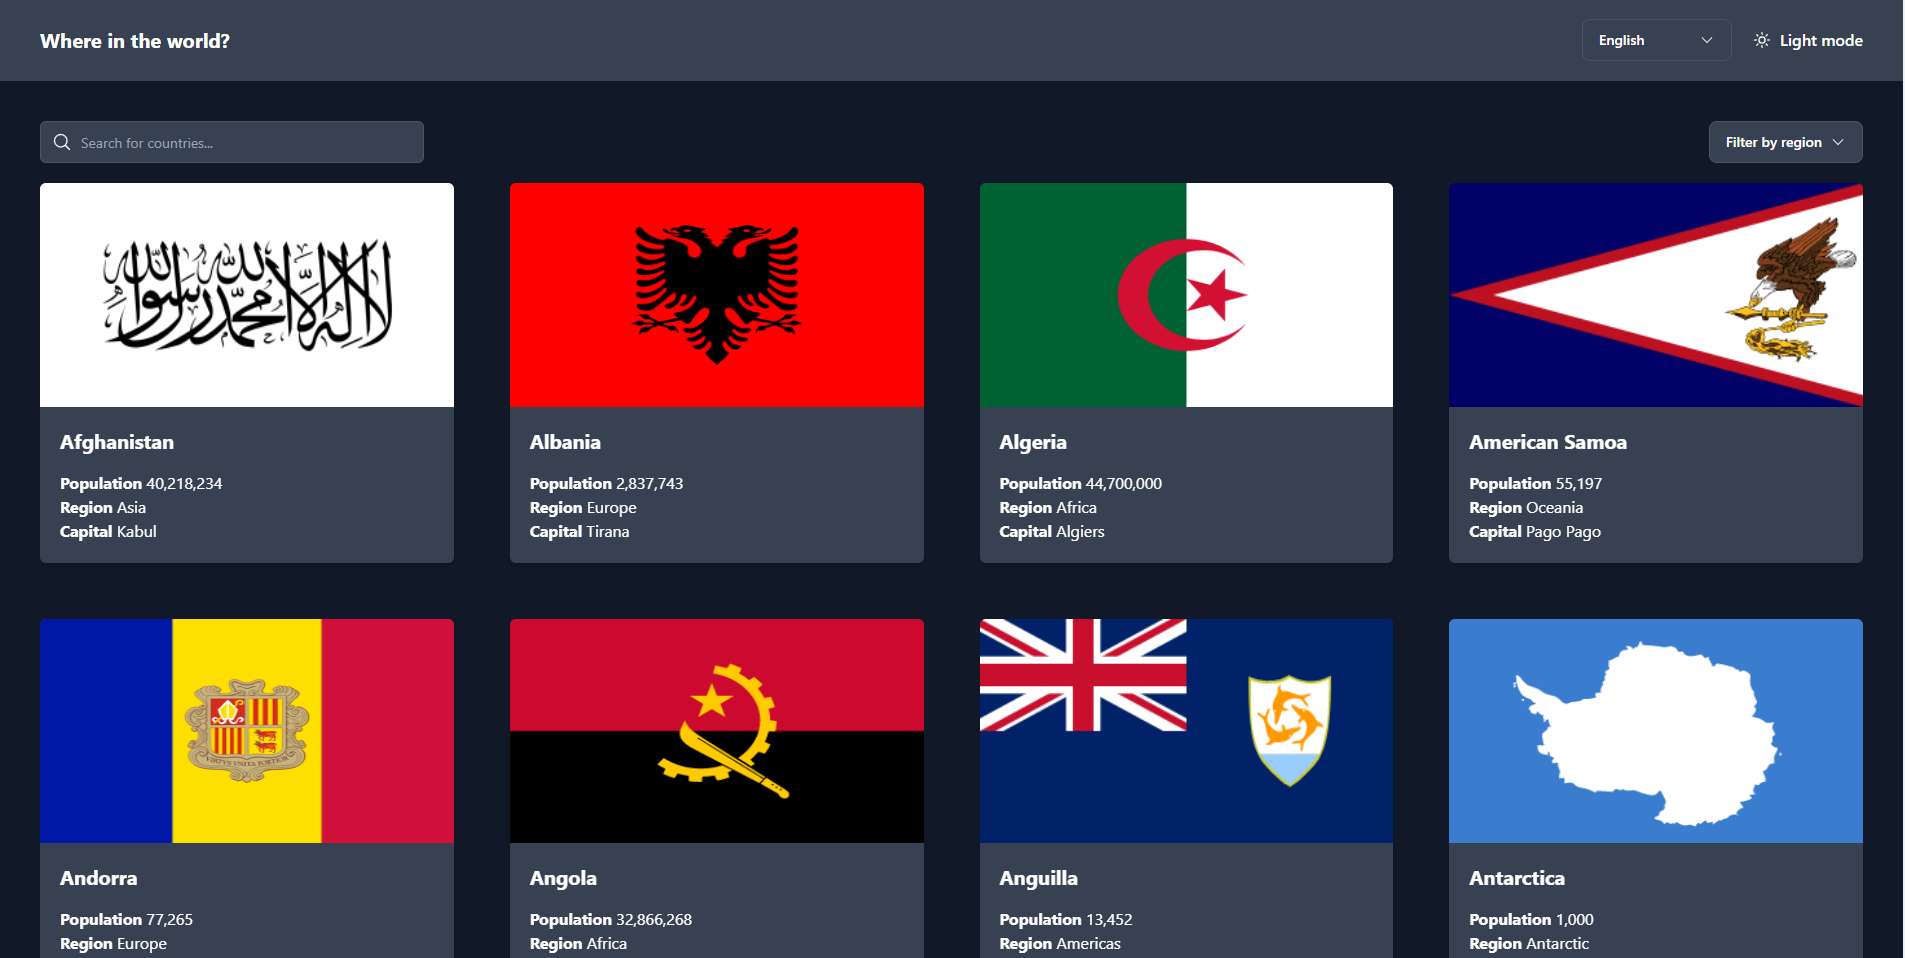 Where in the world?
English
Light mode
Search for countries...
Filter by region
لا إله إلا الله محمد رسول الله
Afghanistan
Population 40,218,234
Region Asia
Capital Kabul
Albania
Population 2,837,743
Region Europe
Capital Tirana
Algeria
Population 44,700,000
Region Africa
Capital Algiers
American Samoa
Population 55,197
Region Oceania
Capital Pago Pago
VIRTVS VNITA FORTIOR
Andorra
Population 77,265
Region Europe
Angola
Population 32,866,268
Region Africa
Anguilla
Population 13,452
Region Americas
Antarctica
Population 1,000
Region Antarctic